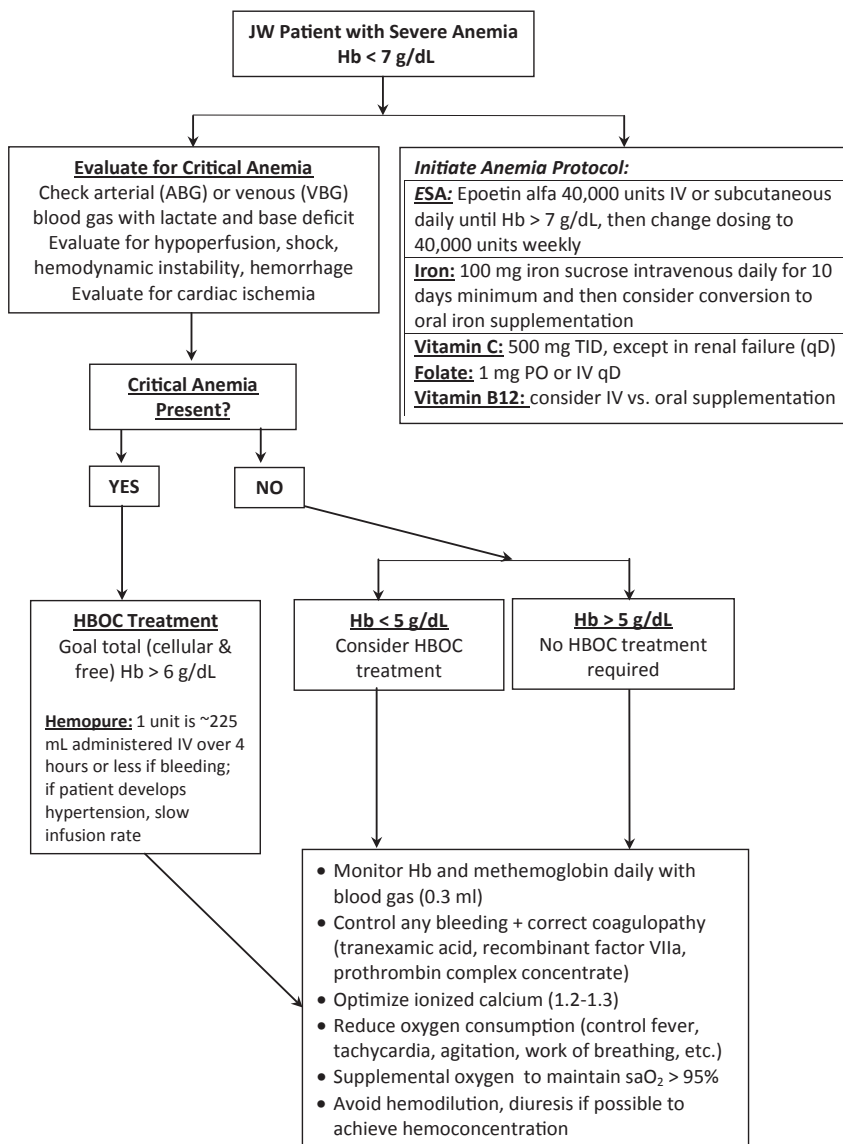 JW Patient with Severe Anemia
Hb < 7 g/dL
Evaluate for Critical Anemia
Check arterial (ABG) or venous (VBG)
blood gas with lactate and base deficit
Evaluate for hypoperfusion, shock,
hemodynamic instability, hemorrhage
Evaluate for cardiac ischemia
Initiate Anemia Protocol:
ESA: Epoetin alfa 40,000 units IV or subcutaneous
daily until Hb > 7 g/dL, then change dosing to
40,000 units weekly
Iron: 100 mg iron sucrose intravenous daily for 10
days minimum and then consider conversion to
oral iron supplementation
Vitamin C: 500 mg TID, except in renal failure (qD)
Folate: 1 mg PO or IV qD
Vitamin B12: consider IV vs. oral supplementation
Critical Anemia
Present?
YES
NO
HBOC Treatment
Goal total (cellular &
free) Hb > 6 g/dL
Hemopure: 1 unit is ~225
mL administered IV over 4
hours or less if bleeding;
if patient develops
hypertension, slow
infusion rate
Hb < 5 g/dL
Consider HBOC
treatment
Hb > 5 g/dL
No HBOC treatment
required
• Monitor Hb and methemoglobin daily with
blood gas (0.3 ml)
• Control any bleeding + correct coagulopathy
(tranexamic acid, recombinant factor VIIa,
prothrombin complex concentrate)
• Optimize ionized calcium (1.2-1.3)
• Reduce oxygen consumption (control fever,
tachycardia, agitation, work of breathing, etc.)
• Supplemental oxygen to maintain saO₂ > 95%
• Avoid hemodilution, diuresis if possible to
achieve hemoconcentration